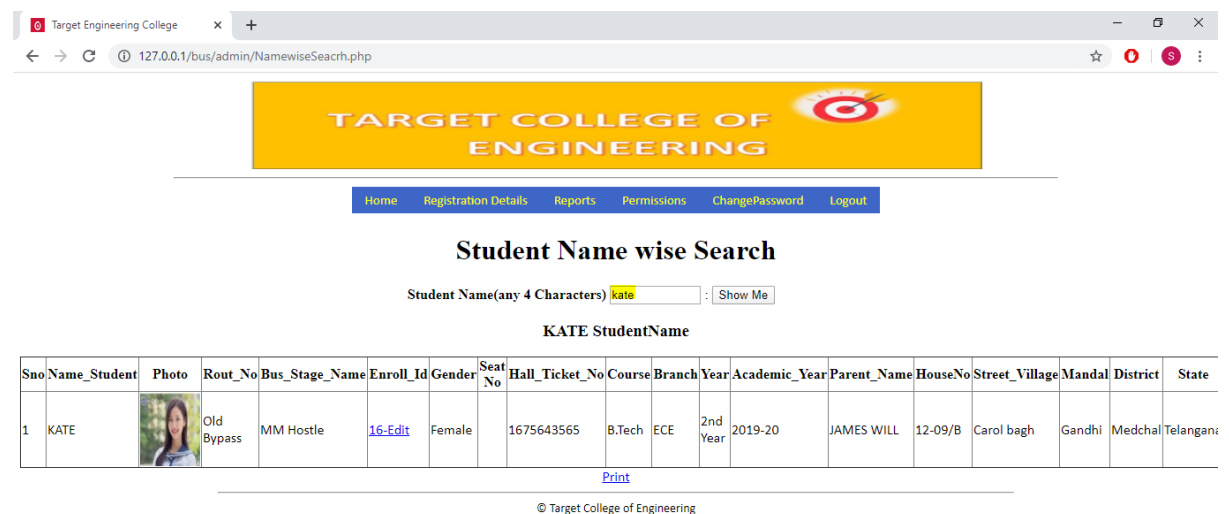 Target Engineering College
127.0.0.1/bus/admin/NamewiseSeacrh.php
S
TARGET COLLEGE OF
ENGINEERING
Home Registration Details Reports Permissions ChangePassword Logout
Student Name wise Search
Student Name(any 4 Characters) kate : Show Me
KATE StudentName
Sno Name_Student Photo Rout_No Bus_Stage_Name Enroll_Id Gender Seat No Hall_Ticket_No Course Branch Year Academic_Year Parent_Name HouseNo Street_Village Mandal District State
1 KATE Old Bypass MM Hostle 16-Edit Female 1675643565 B.Tech ECE 2nd Year 2019-20 JAMES WILL 12-09/B Carol bagh Gandhi Medchal Telangana
Print
© Target College of Engineering